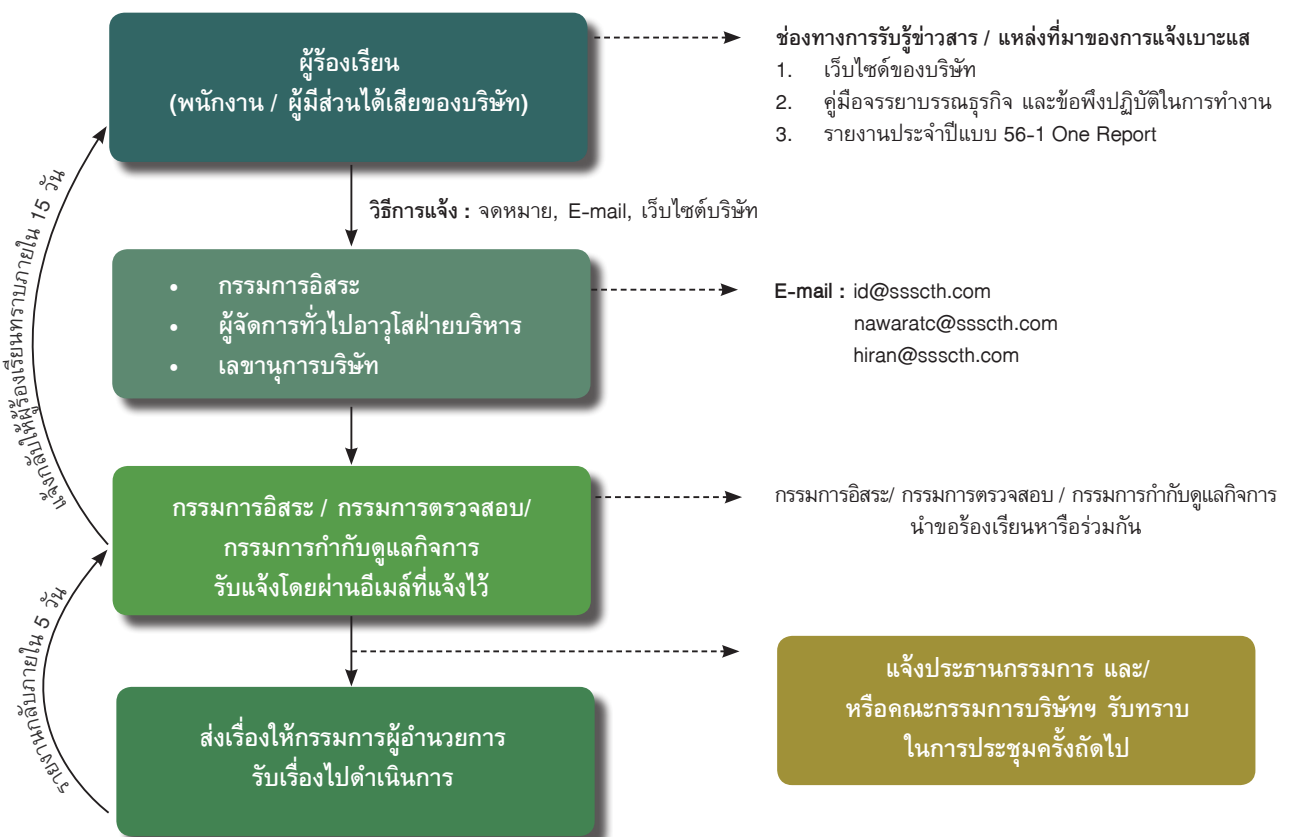 ผู้ร้องเรียน
(พนักงาน / ผู้มีส่วนได้เสียของบริษัท)
ช่องทางการรับรู้ข่าวสาร / แหล่งที่มาของการแจ้งเบาะแส
1. เว็บไซด์ของบริษัท
2. คู่มือจรรยาบรรณธุรกิจ และข้อพึงปฏิบัติในการทำงาน
3. รายงานประจำปีแบบ 56-1 One Report
วิธีการแจ้ง : จดหมาย, E-mail, เว็บไซต์บริษัท
• กรรมการอิสระ
• ผู้จัดการทั่วไปอาวุโสฝ่ายบริหาร
• เลขานุการบริษัท
E-mail : id@ssscth.com
nawaratc@ssscth.com
hiran@ssscth.com
แจ้งกลับให้ผู้ร้องเรียนทราบภายใน 15 วัน
กรรมการอิสระ / กรรมการตรวจสอบ/
กรรมการกำกับดูแลกิจการ
รับแจ้งโดยผ่านอีเมล์ที่แจ้งไว้
กรรมการอิสระ/ กรรมการตรวจสอบ / กรรมการกำกับดูแลกิจการ
นำขอร้องเรียนหารือร่วมกัน
รายงานกลับภายใน 5 วัน
แจ้งประธานกรรมการ และ/
หรือคณะกรรมการบริษัทฯ รับทราบ
ในการประชุมครั้งถัดไป
ส่งเรื่องให้กรรมการผู้อำนวยการ
รับเรื่องไปดำเนินการ